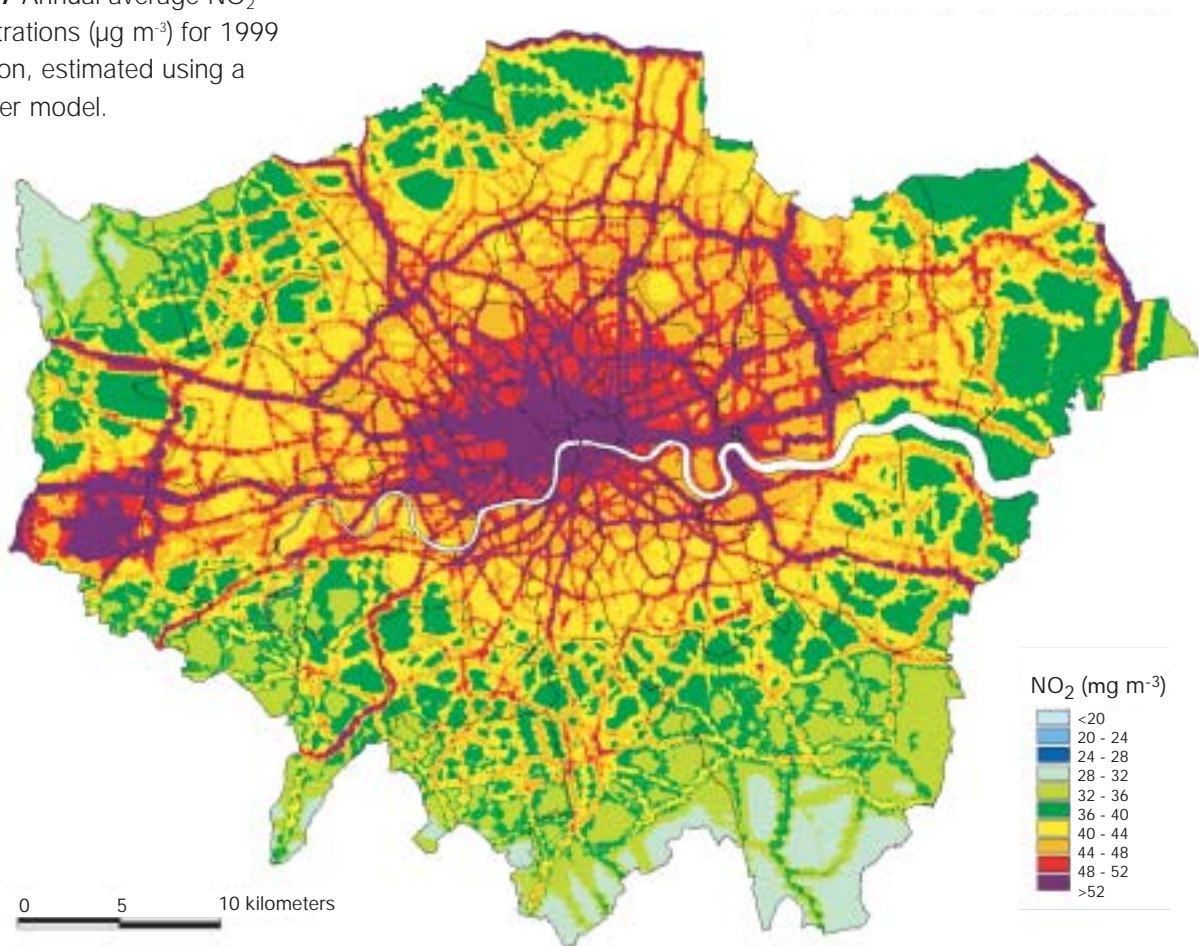 7 Annual average NO2
trations (µg m-3) for 1999
on, estimated using a
er model.
NO2 (mg m-3)
<20
20 - 24
24 - 28
28 - 32
32 - 36
36 - 40
40 - 44
44 - 48
48 - 52
>52
0 5 10 kilometers